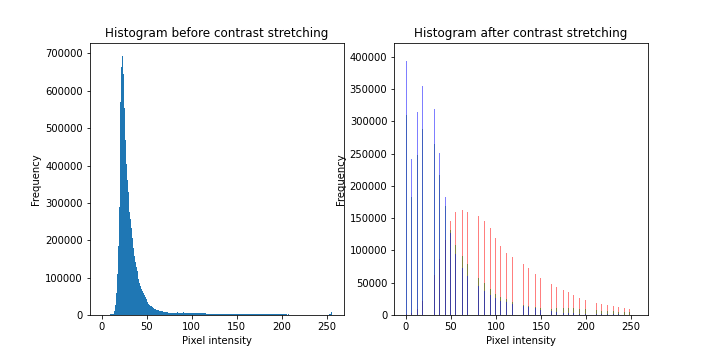 Histogram before contrast stretching
Histogram after contrast stretching
700000
600000
500000
400000
300000
200000
100000
0
Frequency
0 50 100 150 200 250
Pixel intensity
400000
350000
300000
250000
200000
150000
100000
50000
0
Frequency
0 50 100 150 200 250
Pixel intensity